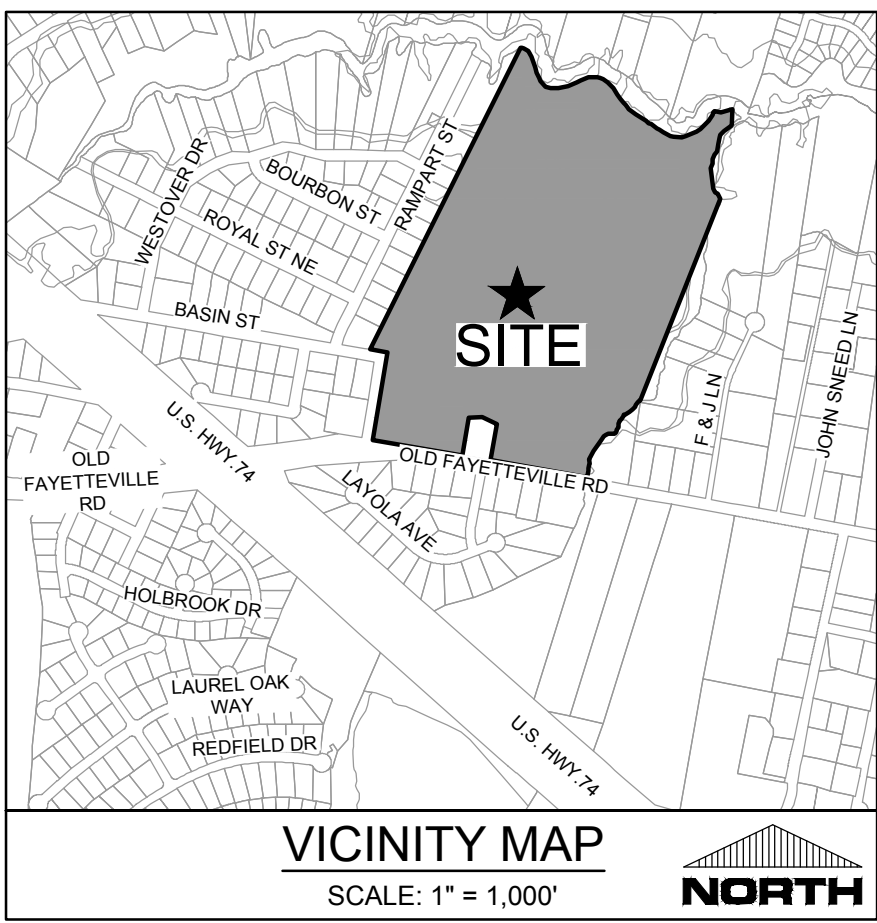 RAMPART ST
WESTOVER DR
BOURBON ST
ROYAL ST NE
BASIN ST
SITE
JOHN SNEED LN
F & J LN
U.S. HWY.74
OLD
FAYETTEVILLE
RD
OLD FAYETTEVILLE RD
LAYOLA AVE
HOLBROOK DR
LAUREL OAK
WAY
REDFIELD DR
U.S. HWY.74
VICINITY MAP
SCALE: 1" = 1,000'
NORTH